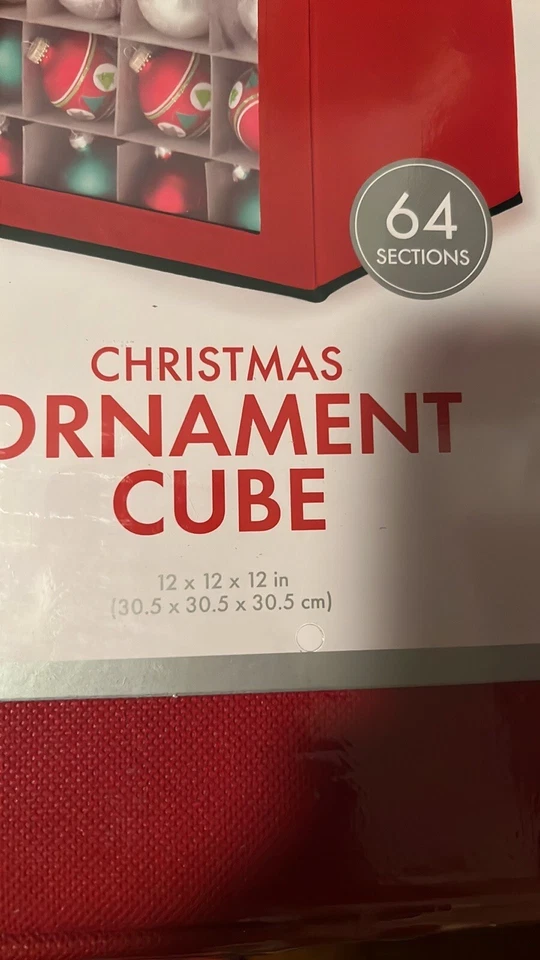 64
SECTIONS
CHRISTMAS
ORNAMENT
CUBE
12 x 12 x 12 in
(30.5 x 30.5 x 30.5 cm)